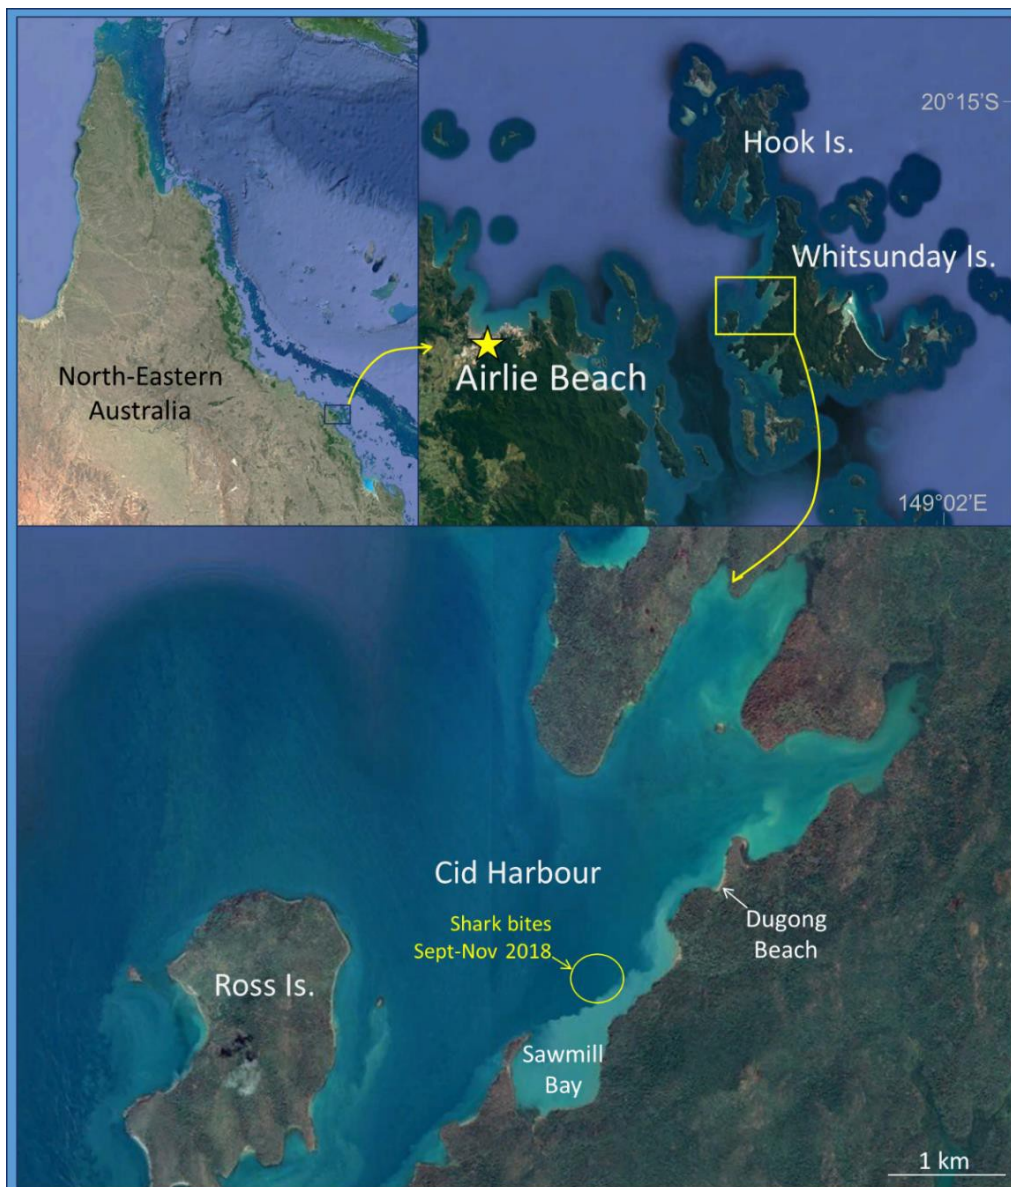 North-Eastern
Australia
20°15'S
Hook Is.
Whitsunday Is.
Airlie Beach
149°02'E
Cid Harbour
Shark bites
Sept-Nov 2018
Dugong
Beach
Ross Is.
Sawmill
Bay
1 km